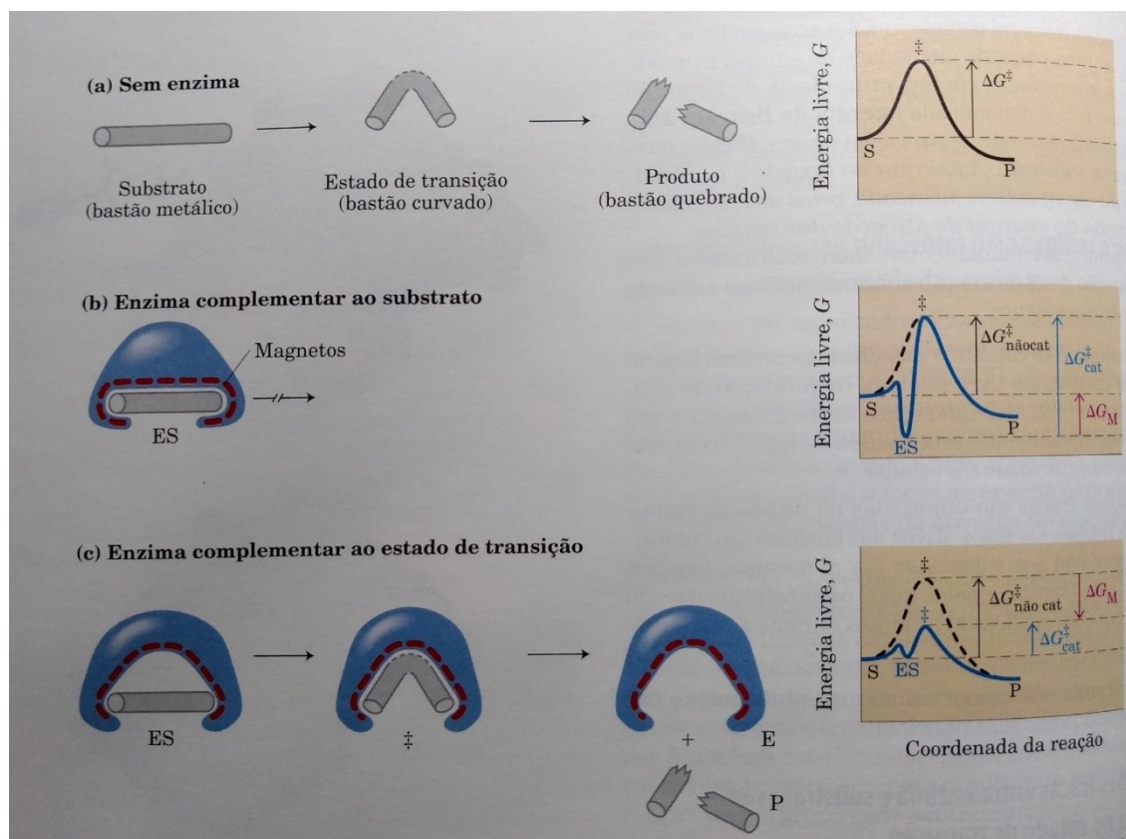 (a) Sem enzima
Substrato
(bastão metálico)
Estado de transição
(bastão curvado)
Produto
(bastão quebrado)
Energia livre, G
‡
ΔG‡
S
P
(b) Enzima complementar ao substrato
Magnetos
ES
Energia livre, G
‡
ΔG‡nãocat
ΔG‡cat
ΔGM
S
ES
P
(c) Enzima complementar ao estado de transição
ES
‡
+ E
P
Energia livre, G
‡
‡
ΔG‡não cat
ΔGM
ΔG‡cat
S
ES
P
Coordenada da reação